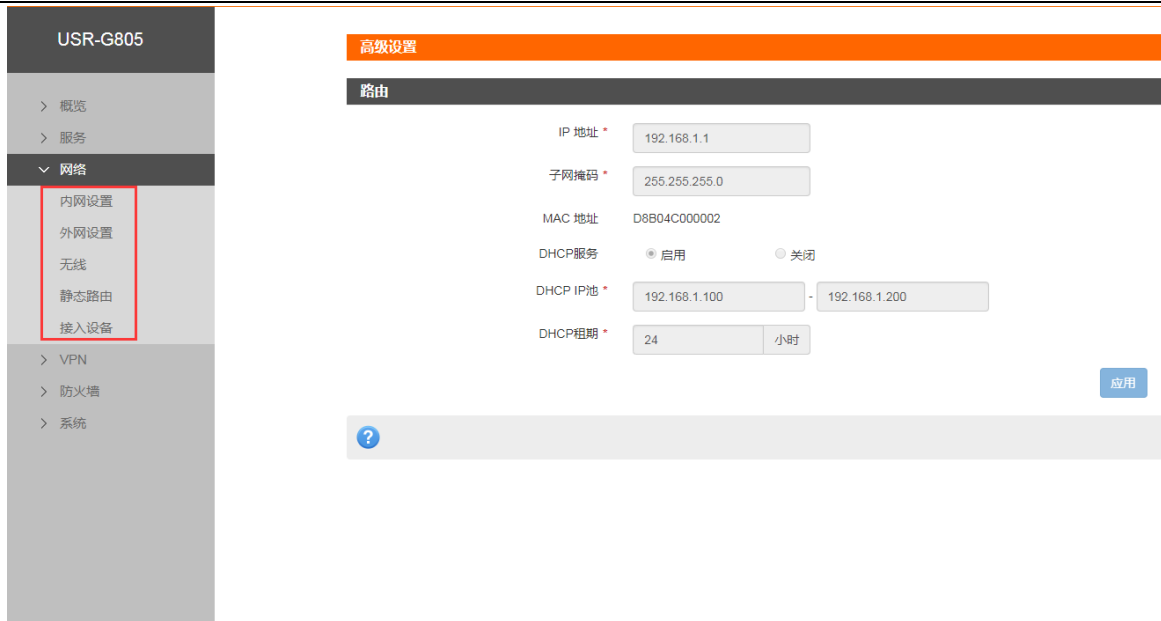 USR-G805
概览
服务
网络
内网设置
外网设置
无线
静态路由
接入设备
VPN
防火墙
系统
高级设置
路由
IP 地址 * 192.168.1.1
子网掩码 * 255.255.255.0
MAC 地址 D8B04C000002
DHCP服务 启用 关闭
DHCP IP池 * 192.168.1.100 - 192.168.1.200
DHCP租期 * 24 小时
应用
?